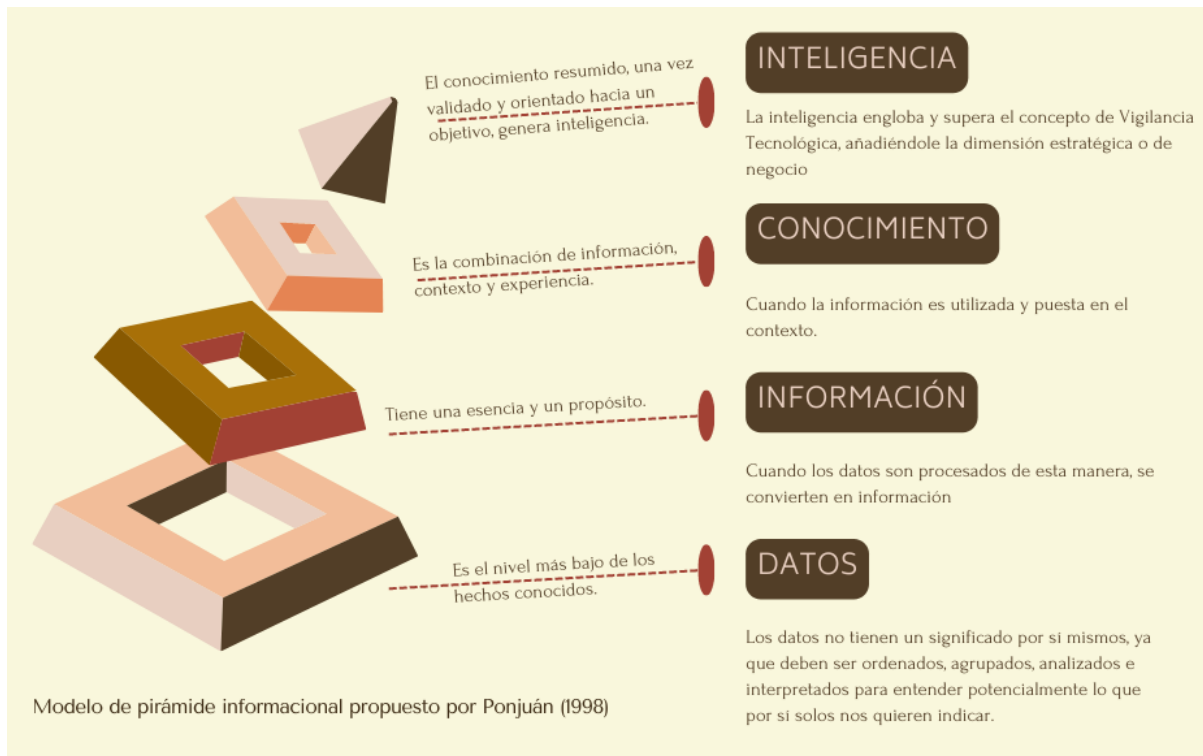 El conocimiento resumido, una vez
validado y orientado hacia un
objetivo, genera inteligencia.
INTELIGENCIA
La inteligencia engloba y supera el concepto de Vigilancia
Tecnológica, añadiéndole la dimensión estratégica o de
negocio
Es la combinación de información,
contexto y experiencia.
CONOCIMIENTO
Cuando la información es utilizada y puesta en el
contexto.
Tiene una esencia y un propósito.
INFORMACIÓN
Cuando los datos son procesados de esta manera, se
convierten en información
Es el nivel más bajo de los
hechos conocidos.
DATOS
Los datos no tienen un significado por si mismos, ya
que deben ser ordenados, agrupados, analizados e
interpretados para entender potencialmente lo que
por si solos nos quieren indicar.
Modelo de pirámide informacional propuesto por Ponjuán (1998)